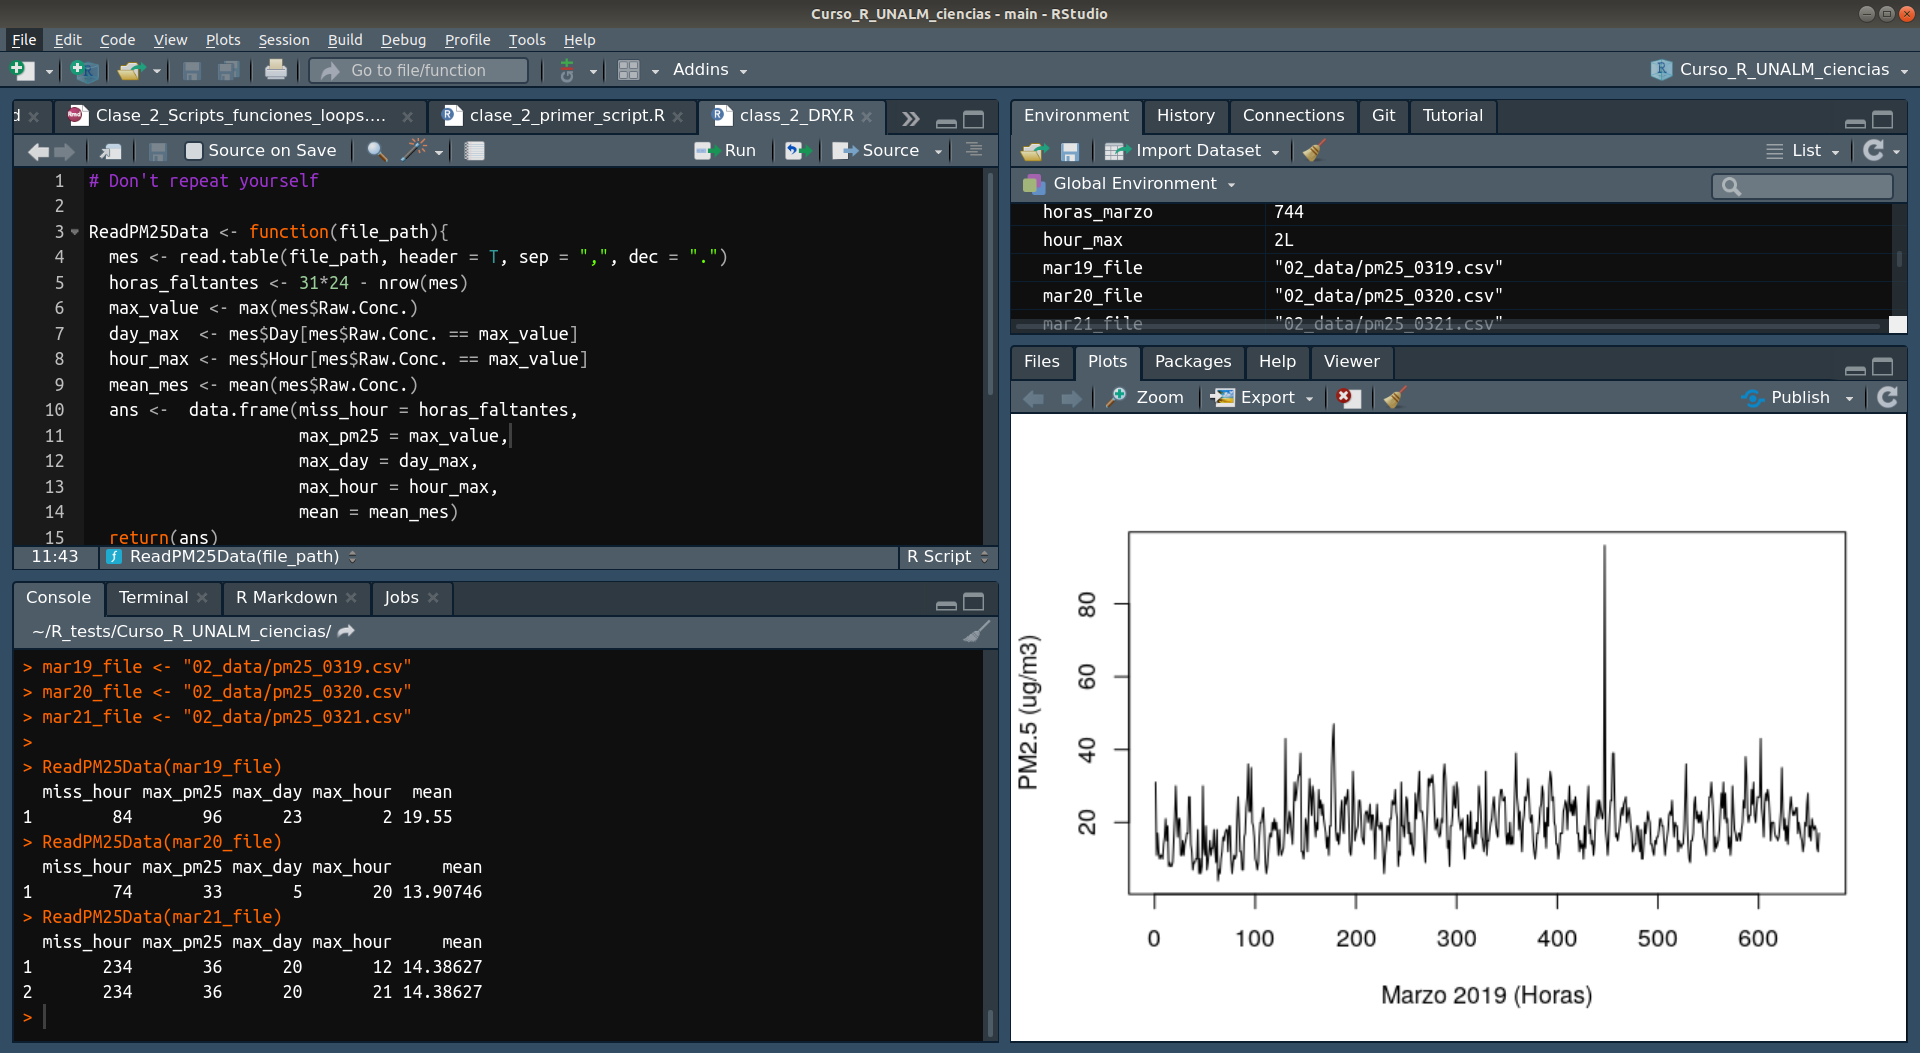 Curso_R_UNALM_ciencias - main - RStudio
File Edit Code View Plots Session Build Debug Profile Tools Help
Go to file/function Addins Curso_R_UNALM_ciencias
d Clase_2_Scripts_funciones_loops.... clase_2_primer_script.R class_2_DRY.R
Source on Save Run Source
1 # Don't repeat yourself
2
3 ReadPM25Data <- function(file_path){
4 mes <- read.table(file_path, header = T, sep = ",", dec = ".")
5 horas_faltantes <- 31*24 - nrow(mes)
6 max_value <- max(mes$Raw.Conc.)
7 day_max  <- mes$Day[mes$Raw.Conc. == max_value]
8 hour_max <- mes$Hour[mes$Raw.Conc. == max_value]
9 mean_mes <- mean(mes$Raw.Conc.)
10 ans <-  data.frame(miss_hour = horas_faltantes,
11 max_pm25 = max_value,
12 max_day = day_max,
13 max_hour = hour_max,
14 mean = mean_mes)
15 return(ans)
11:43 ReadPM25Data(file_path) R Script
Console Terminal R Markdown Jobs
~/R_tests/Curso_R_UNALM_ciencias/
> mar19_file <- "02_data/pm25_0319.csv"
> mar20_file <- "02_data/pm25_0320.csv"
> mar21_file <- "02_data/pm25_0321.csv"
>
> ReadPM25Data(mar19_file)
miss_hour max_pm25 max_day max_hour mean
1 84 96 23 2 19.55
> ReadPM25Data(mar20_file)
miss_hour max_pm25 max_day max_hour mean
1 74 33 5 20 13.90746
> ReadPM25Data(mar21_file)
miss_hour max_pm25 max_day max_hour mean
1 234 36 20 12 14.38627
2 234 36 20 21 14.38627
>
Environment History Connections Git Tutorial
Import Dataset List
Global Environment
horas_marzo 744
hour_max 2L
mar19_file "02_data/pm25_0319.csv"
mar20_file "02_data/pm25_0320.csv"
mar21_file "02_data/pm25_0321.csv"
Files Plots Packages Help Viewer
Zoom Export Publish
PM2.5 (ug/m3)
80
60
40
20
0 100 200 300 400 500 600
Marzo 2019 (Horas)